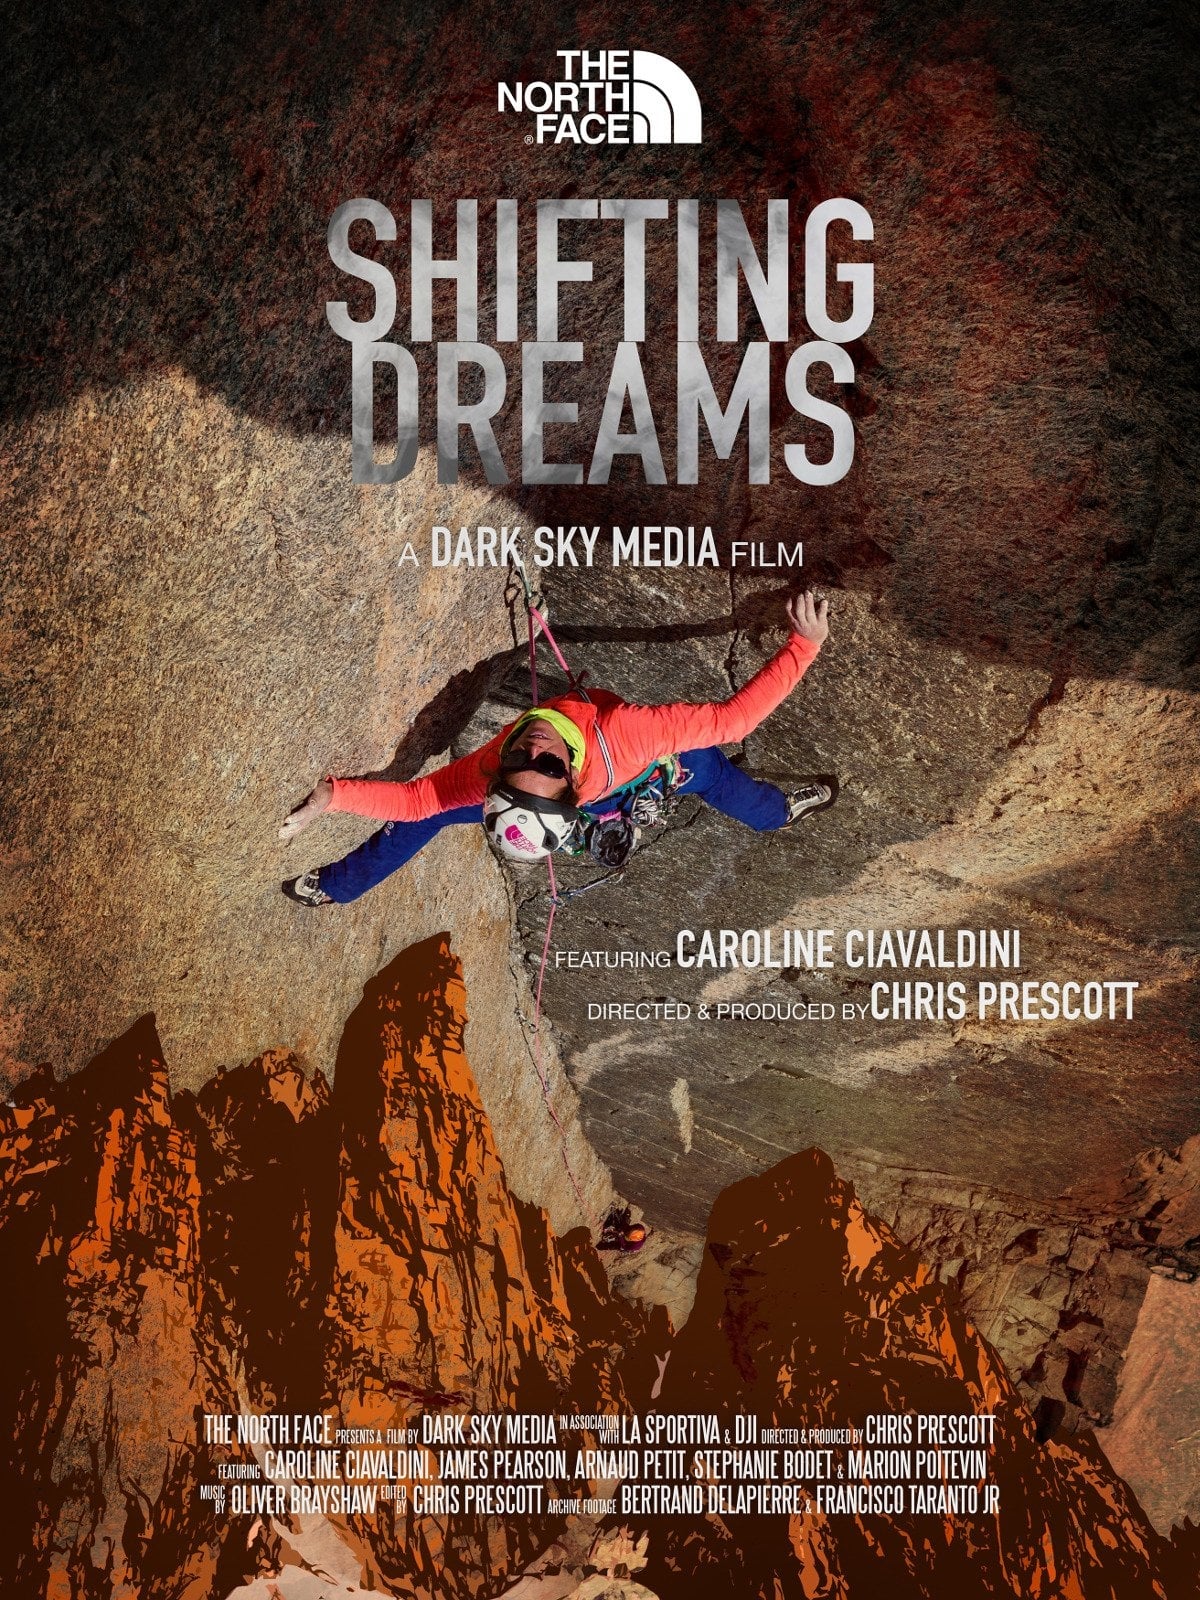 THE
NORTH
FACE
®
SHIFTING
DREAMS
A DARK SKY MEDIA FILM
FEATURING CAROLINE CIAVALDINI
DIRECTED & PRODUCED BY CHRIS PRESCOTT
THE NORTH FACE PRESENTS A FILM BY DARK SKY MEDIA IN ASSOCIATION WITH LA SPORTIVA & DJI DIRECTED & PRODUCED BY CHRIS PRESCOTT
FEATURING CAROLINE CIAVALDINI, JAMES PEARSON, ARNAUD PETIT, STEPHANIE BODET & MARION POITEVIN
MUSIC BY OLIVER BRAYSHAW EDITED BY CHRIS PRESCOTT ARCHIVE FOOTAGE BERTRAND DELAPIERRE & FRANCISCO TARANTO JR